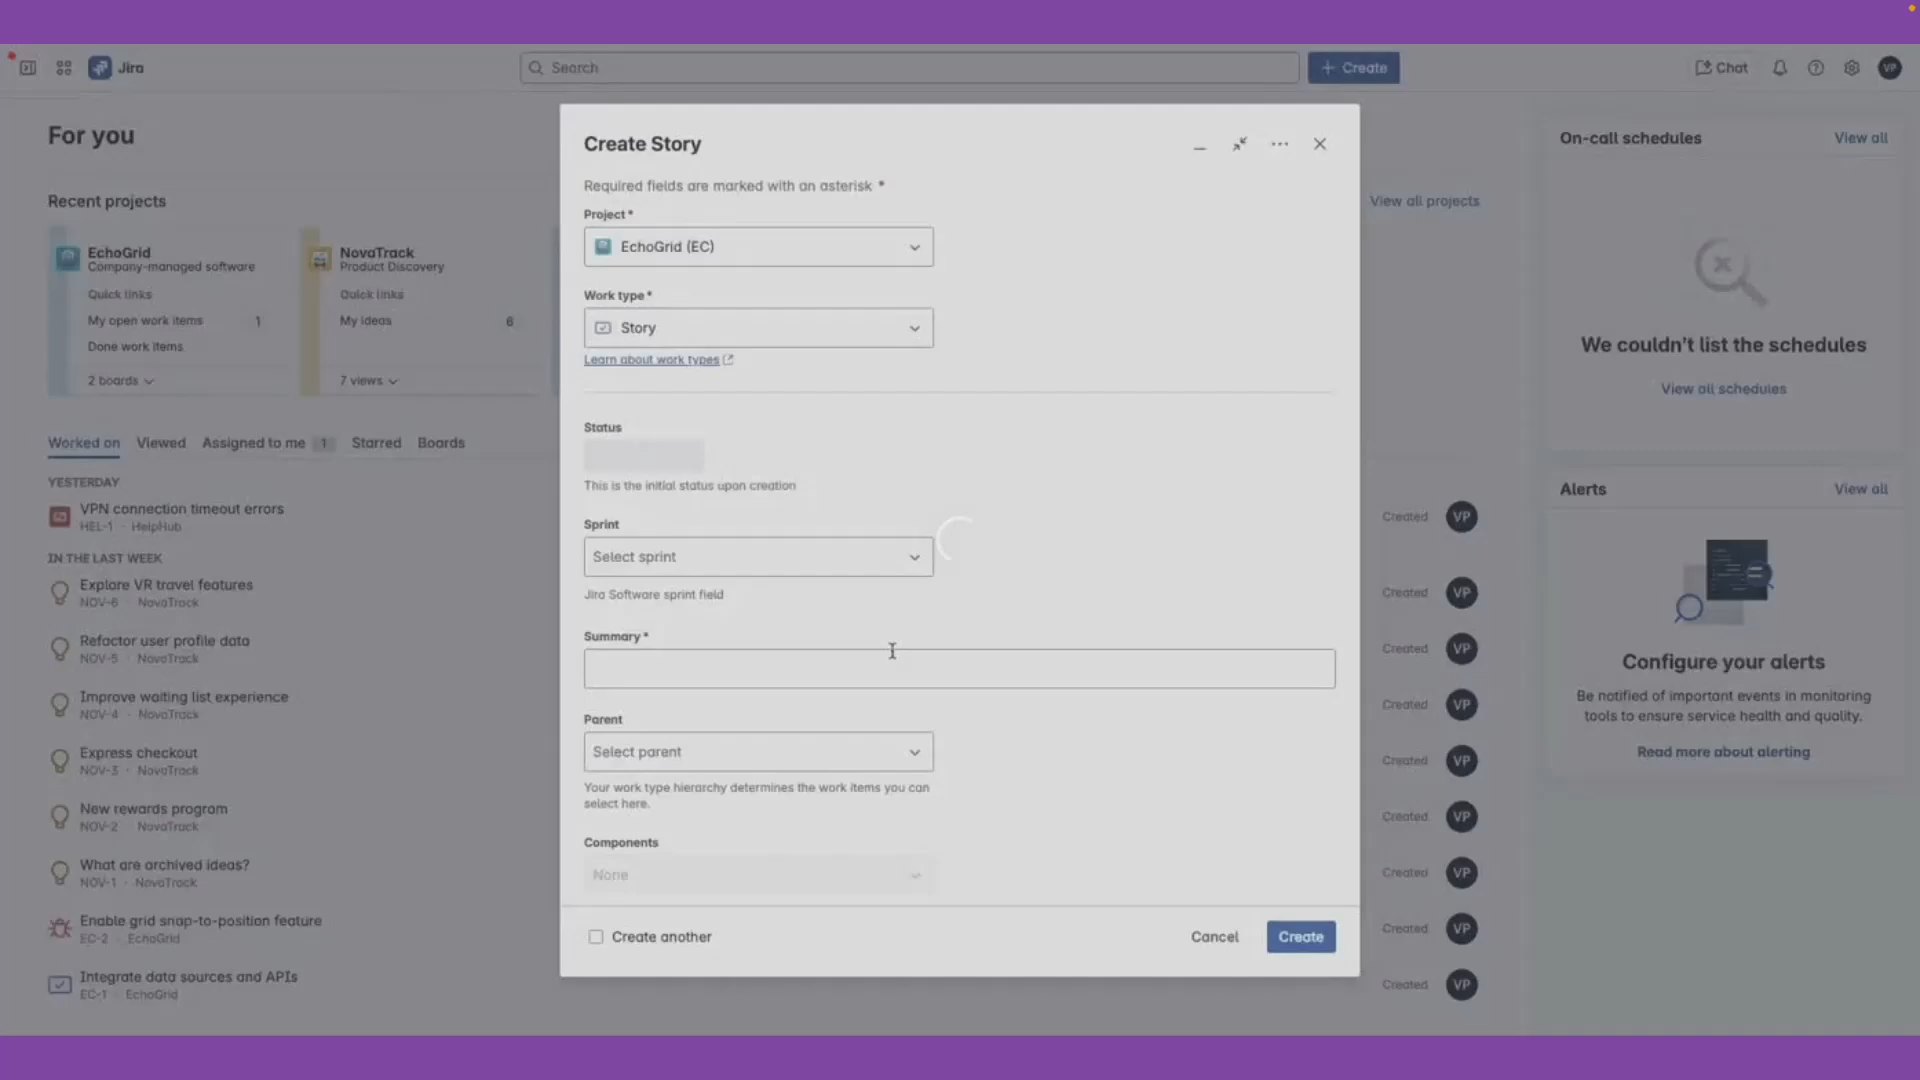 Jira
Search
Create
Chat
VP
For you
Recent projects
View all projects
EchoGrid
Company-managed software
Quick links
My open work items 1
Done work items
2 boards
NovaTrack
Product Discovery
Quick links
My ideas 6
7 views
Worked on Viewed Assigned to me 1 Starred Boards
YESTERDAY
VPN connection timeout errors
HEL-1 · HelpHub
Created VP
IN THE LAST WEEK
Explore VR travel features
NOV-6 · NovaTrack
Created VP
Refactor user profile data
NOV-5 · NovaTrack
Created VP
Improve waiting list experience
NOV-4 · NovaTrack
Created VP
Express checkout
NOV-3 · NovaTrack
Created VP
New rewards program
NOV-2 · NovaTrack
Created VP
What are archived ideas?
NOV-1 · NovaTrack
Created VP
Enable grid snap-to-position feature
EC-2 · EchoGrid
Created VP
Integrate data sources and APIs
EC-1 · EchoGrid
Created VP
Create Story
Required fields are marked with an asterisk *
Project *
EchoGrid (EC)
Work type *
Story
Learn about work types
Status
This is the initial status upon creation
Sprint
Select sprint
Jira Software sprint field
Summary *
Parent
Select parent
Your work type hierarchy determines the work items you can
select here.
Components
None
Create another
Cancel
Create
On-call schedules View all
We couldn't list the schedules
View all schedules
Alerts View all
Configure your alerts
Be notified of important events in monitoring
tools to ensure service health and quality.
Read more about alerting